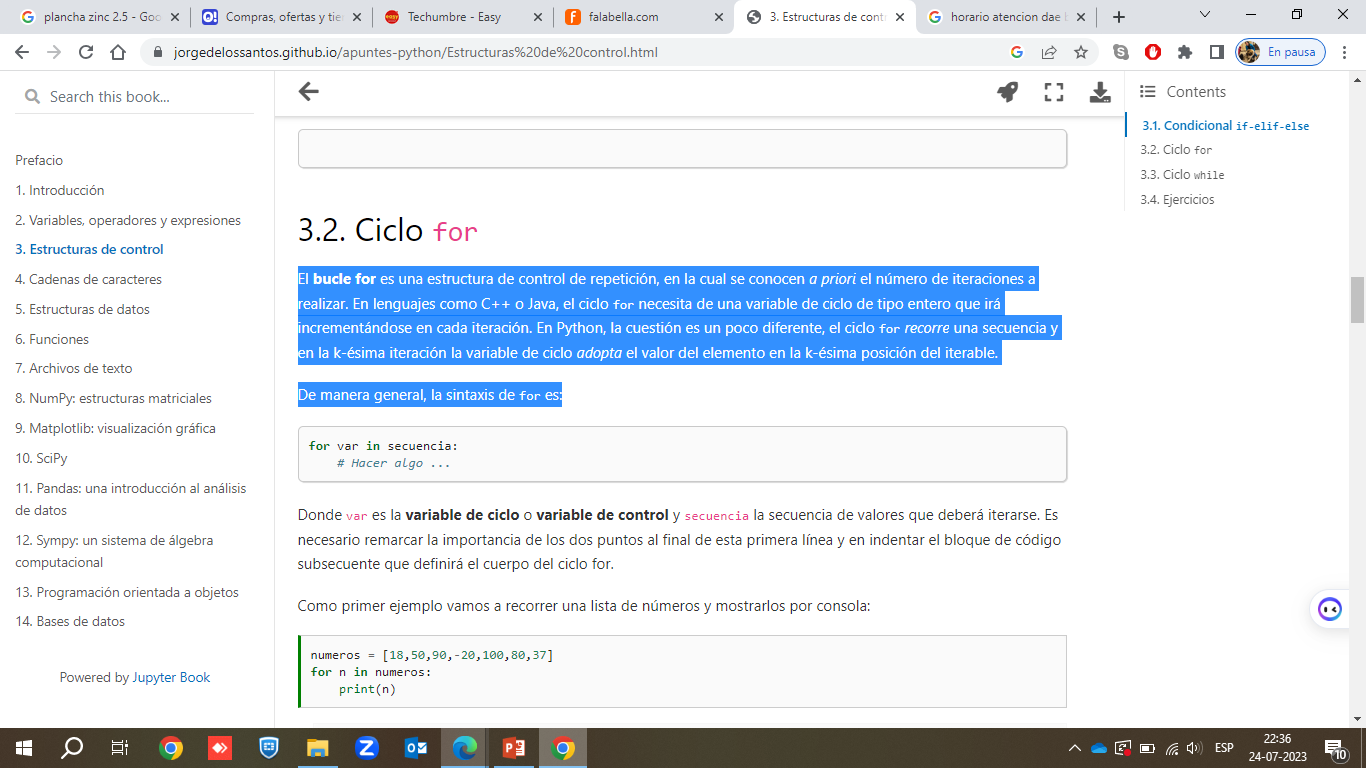 plancha zinc 2.5 - Goo
Compras, ofertas y tie
Techumbre - Easy
falabella.com
3. Estructuras de contr
horario atencion dae b
jorgedelossantos.github.io/apuntes-python/Estructuras%20de%20control.html
En pausa
Search this book...
Prefacio
1. Introducción
2. Variables, operadores y expresiones
3. Estructuras de control
4. Cadenas de caracteres
5. Estructuras de datos
6. Funciones
7. Archivos de texto
8. NumPy: estructuras matriciales
9. Matplotlib: visualización gráfica
10. SciPy
11. Pandas: una introducción al análisis
de datos
12. Sympy: un sistema de álgebra
computacional
13. Programación orientada a objetos
14. Bases de datos
Powered by Jupyter Book
3.2. Ciclo for
El bucle for es una estructura de control de repetición, en la cual se conocen a priori el número de iteraciones a
realizar. En lenguajes como C++ o Java, el ciclo for necesita de una variable de ciclo de tipo entero que irá
incrementándose en cada iteración. En Python, la cuestión es un poco diferente, el ciclo for recorre una secuencia y
en la k-ésima iteración la variable de ciclo adopta el valor del elemento en la k-ésima posición del iterable.
De manera general, la sintaxis de for es:
for var in secuencia:
    # Hacer algo ...
Donde var es la variable de ciclo o variable de control y secuencia la secuencia de valores que deberá iterarse. Es
necesario remarcar la importancia de los dos puntos al final de esta primera línea y en indentar el bloque de código
subsecuente que definirá el cuerpo del ciclo for.
Como primer ejemplo vamos a recorrer una lista de números y mostrarlos por consola:
numeros = [18,50,90,-20,100,80,37]
for n in numeros:
    print(n)
Contents
3.1. Condicional if-elif-else
3.2. Ciclo for
3.3. Ciclo while
3.4. Ejercicios
ESP
22:36
24-07-2023
10